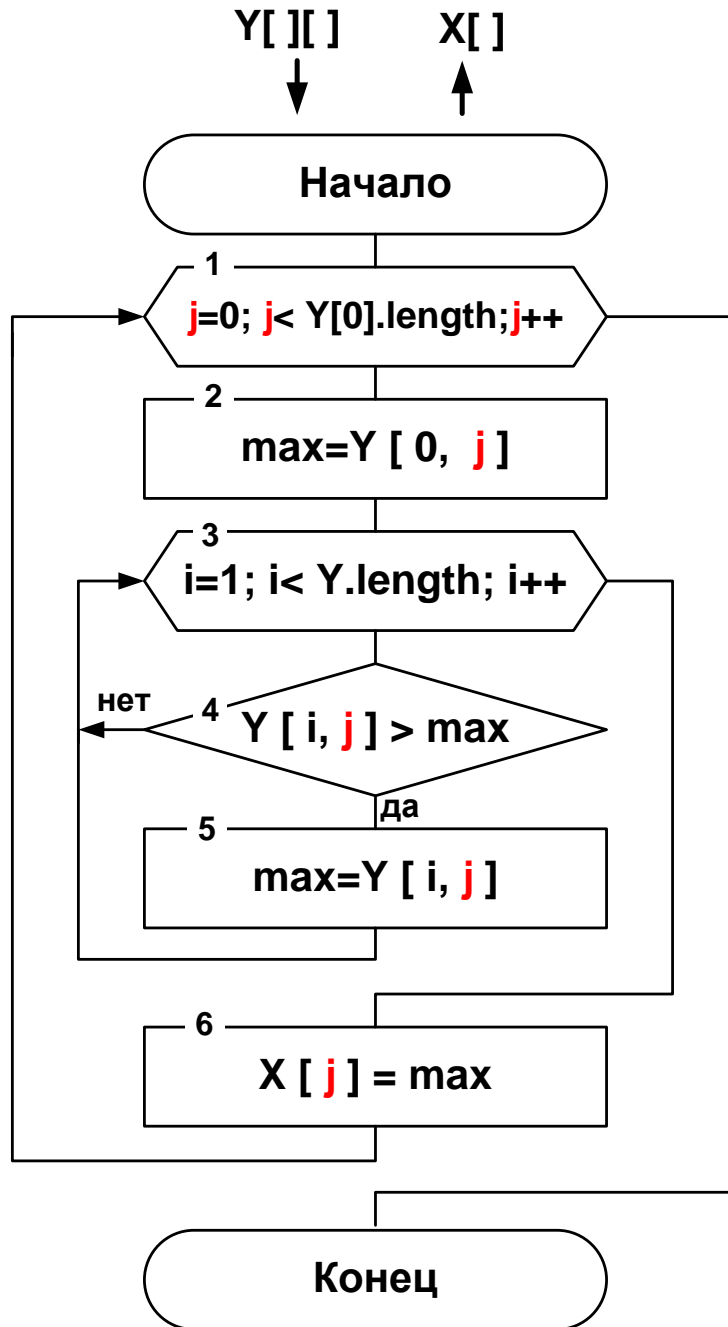 Y[ ][ ] X[ ]
Начало
1
j=0; j< Y[0].length;j++
2
max=Y [ 0, j ]
3
i=1; i< Y.length; i++
нет
4 Y [ i, j ] > max
да
5
max=Y [ i, j ]
6
X [ j ] = max
Конец